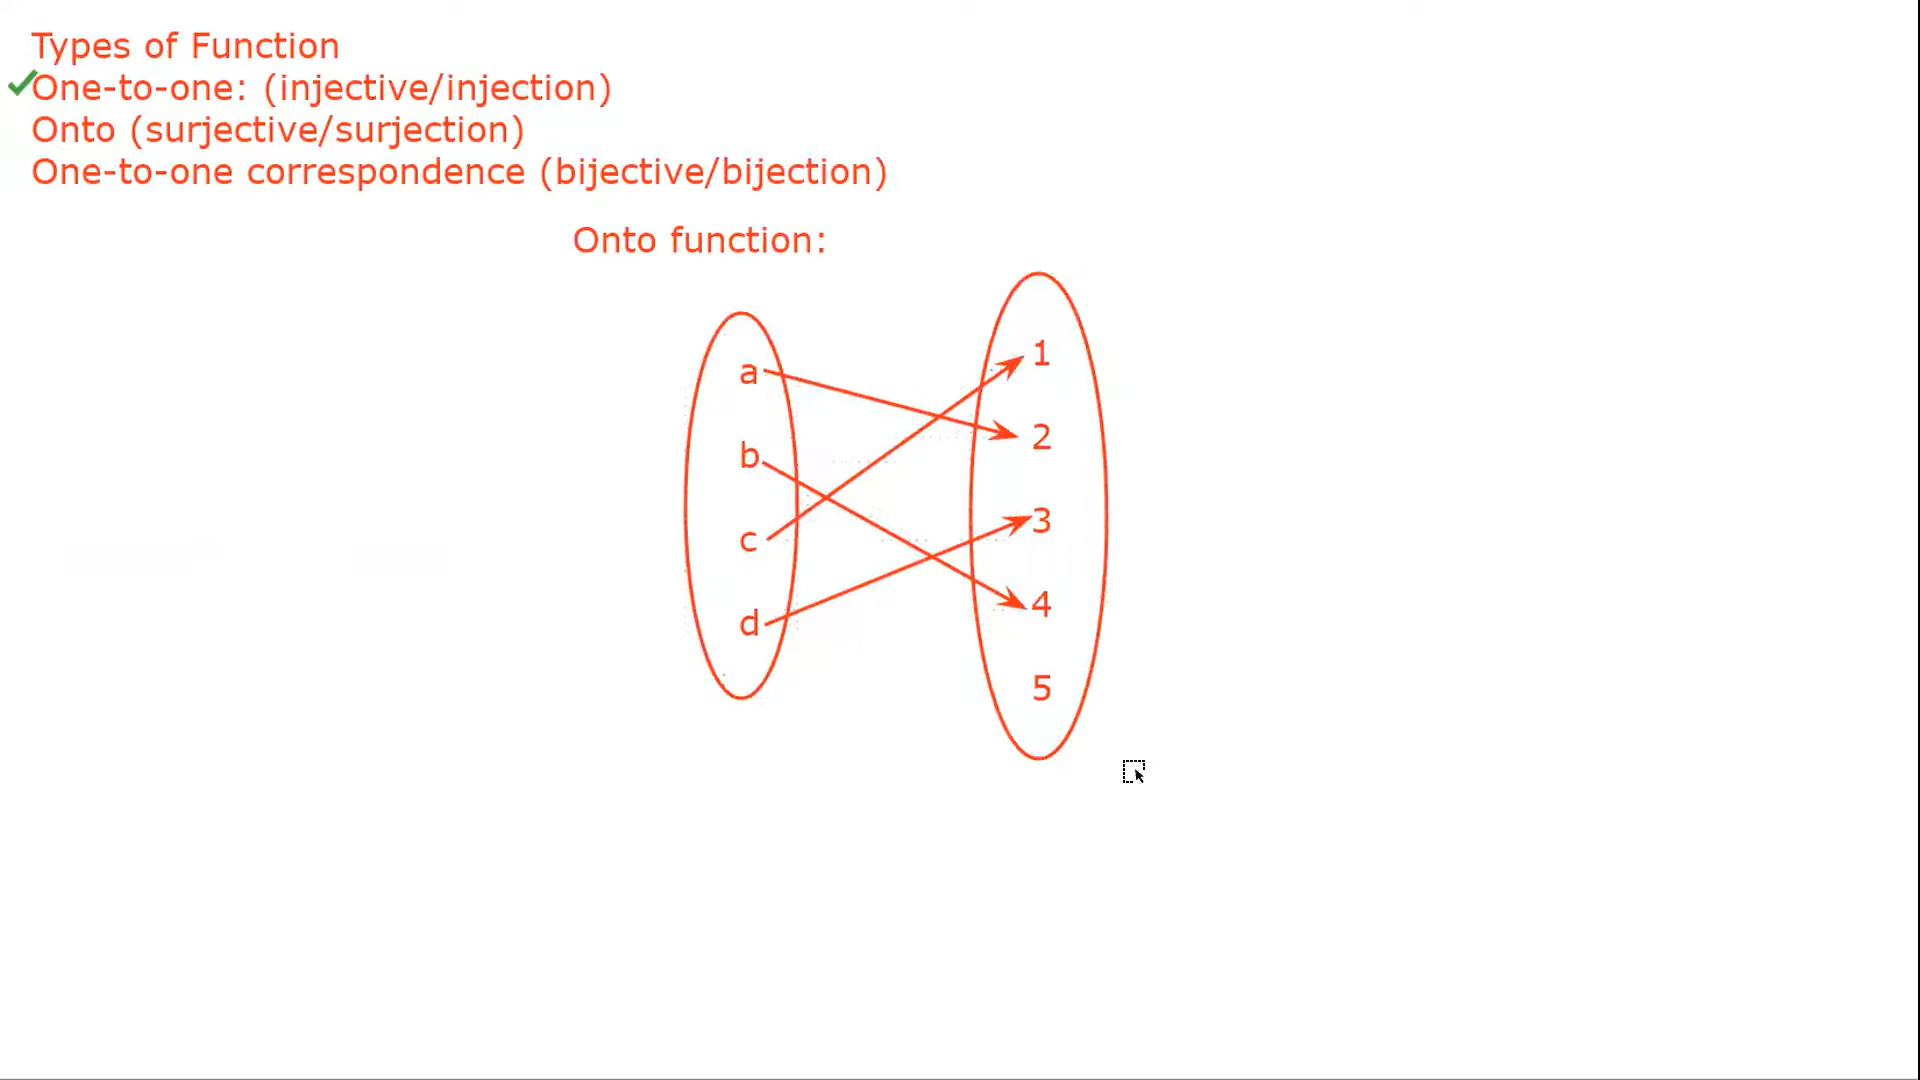 Types of Function
One-to-one: (injective/injection)
Onto (surjective/surjection)
One-to-one correspondence (bijective/bijection)
Onto function:
a
b
c
d
1
2
3
4
5